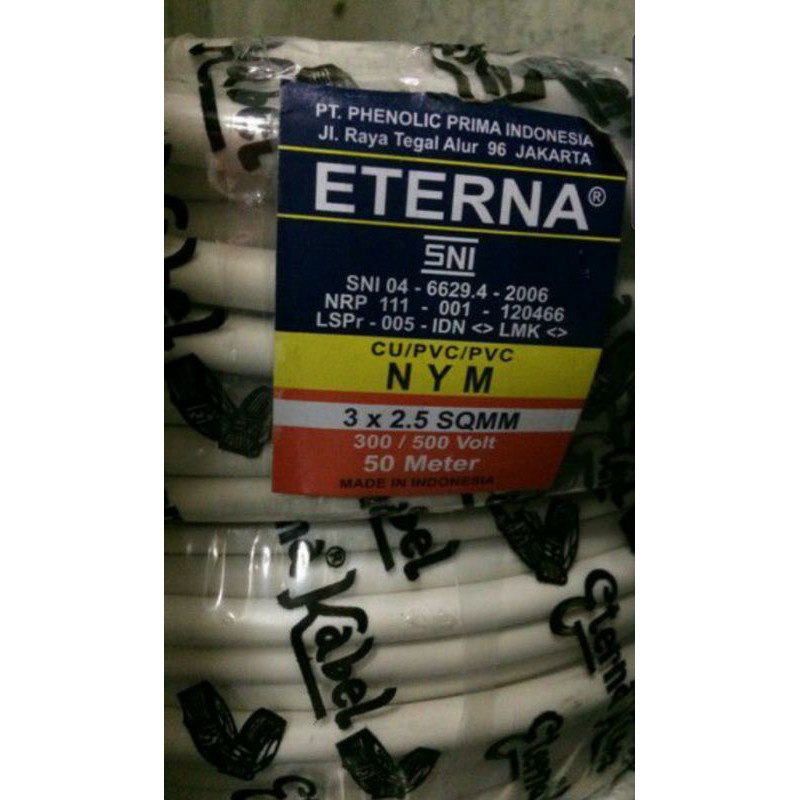 PT. PHENOLIC PRIMA INDONESIA
Jl. Raya Tegal Alur 96 JAKARTA
ETERNA®
SNI
SNI 04 - 6629.4 - 2006
NRP 111 - 001 - 120466
LSPr - 005 - IDN <> LMK <>
CU/PVC/PVC
N Y M
3 x 2.5 SQMM
300 / 500 Volt
50 Meter
MADE IN INDONESIA
Kabel
Eterna